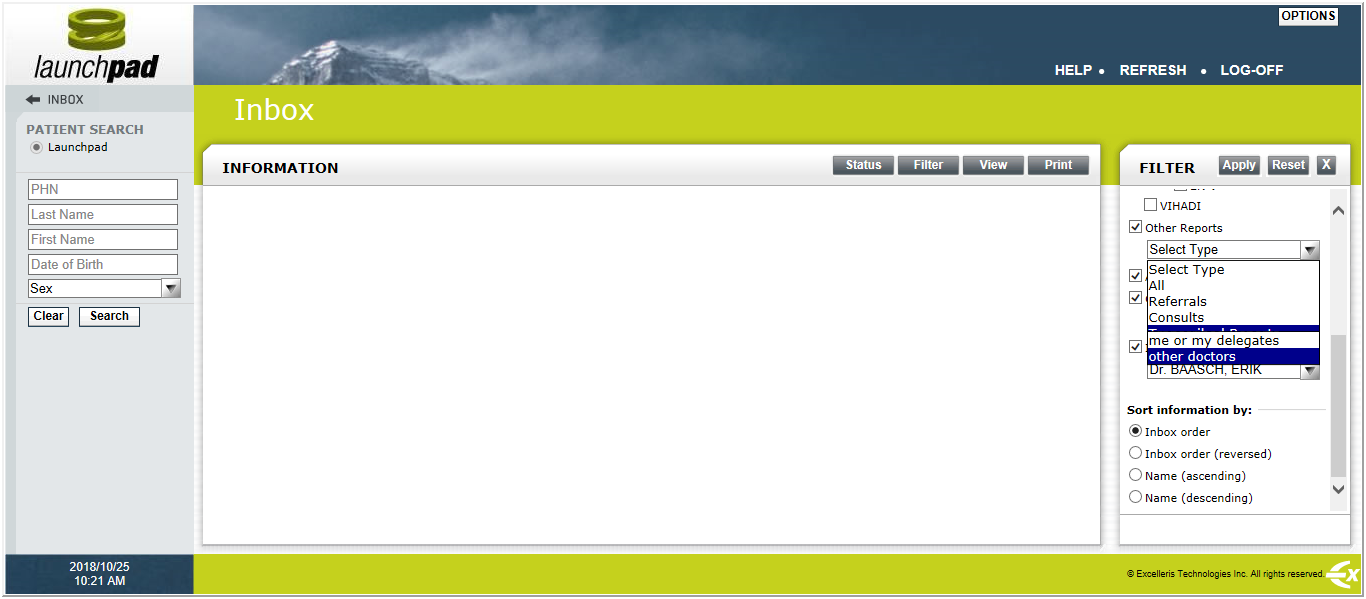 OPTIONS
launchpad
HELP • REFRESH • LOG-OFF
INBOX
Inbox
PATIENT SEARCH
Launchpad
PHN
Last Name
First Name
Date of Birth
Sex
Clear Search
INFORMATION
Status Filter View Print
FILTER Apply Reset X
VIHADI
Other Reports
Select Type
Select Type
All
Referrals
Consults
me or my delegates
other doctors
Dr. BAASCH, ERIK
Sort information by:
Inbox order
Inbox order (reversed)
Name (ascending)
Name (descending)
2018/10/25
10:21 AM
© Excelleris Technologies Inc. All rights reserved.